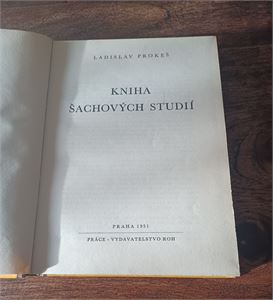 LADISLAV PROKEŠ
KNIHA
ŠACHOVÝCH STUDIÍ
PRAHA 1951
PRÁCE - VYDAVATELSTVO ROH